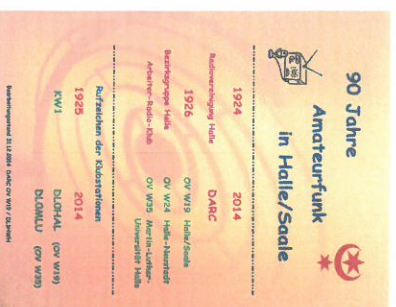 90 Jahre
Amateurfunk
in Halle/Saale
1924 2014
Radiovereinigung Halle DARC
1926 OV W19 Halle/Saale
Bezirksgruppe Halle OV W24 Halle-Neustadt
Arbeiter-Radio-Klub OV W35 Martin-Luther-
Universität Halle
Rufzeichen der Klubstationen
1925 2014
KW1 DL0HAL (OV W19)
DL0MLU (OV W35)